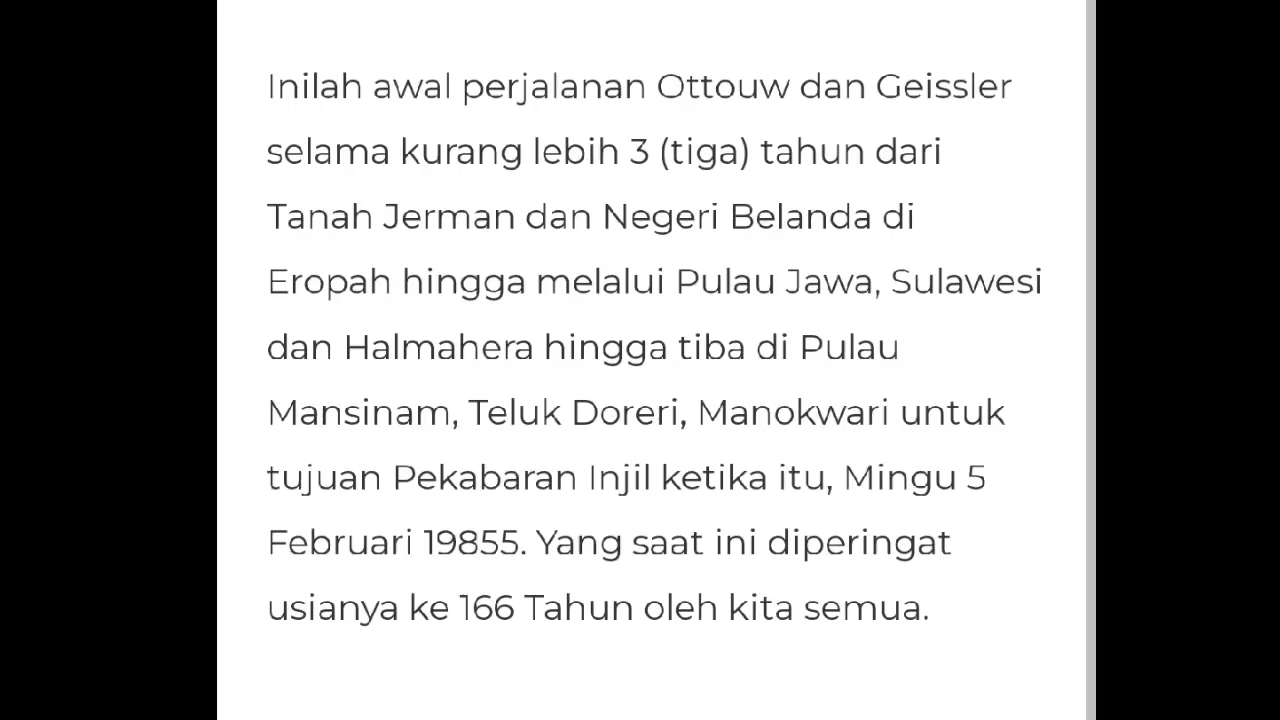 Inilah awal perjalanan Ottouw dan Geissler
selama kurang lebih 3 (tiga) tahun dari
Tanah Jerman dan Negeri Belanda di
Eropah hingga melalui Pulau Jawa, Sulawesi
dan Halmahera hingga tiba di Pulau
Mansinam, Teluk Doreri, Manokwari untuk
tujuan Pekabaran Injil ketika itu, Mingu 5
Februari 19855. Yang saat ini diperingat
usianya ke 166 Tahun oleh kita semua.